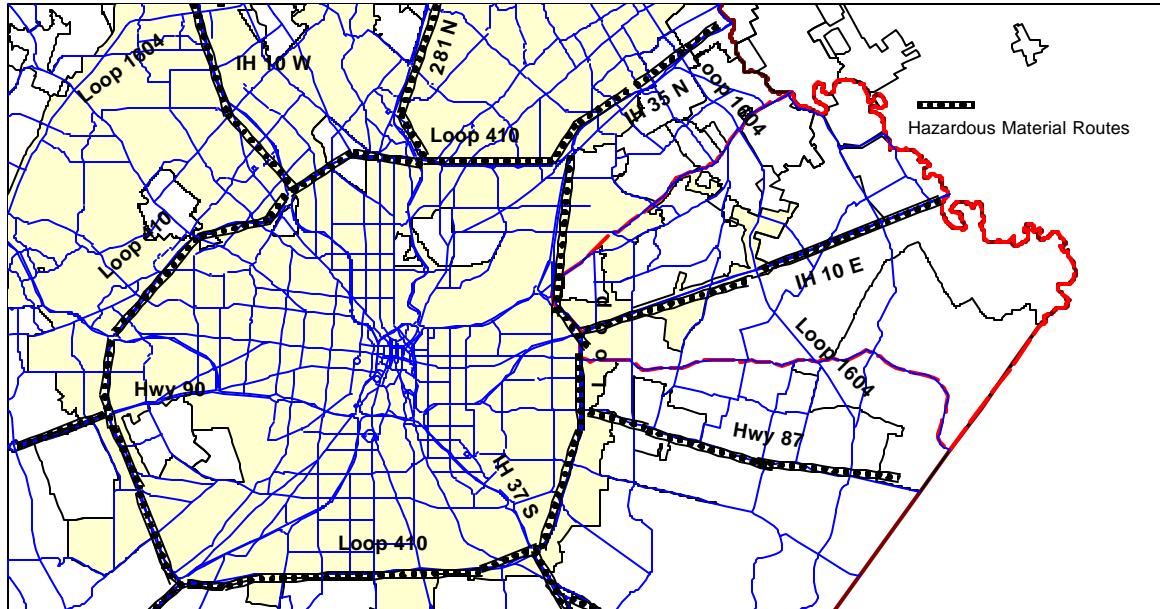 Loop 1604
IH 10 W
281 N
Loop 410
IH 35 N
Loop 1604
Hazardous Material Routes
Loop 410
IH 10 E
Loop
Loop 1604
Hwy 90
Hwy 87
IH 37 S
Loop 410